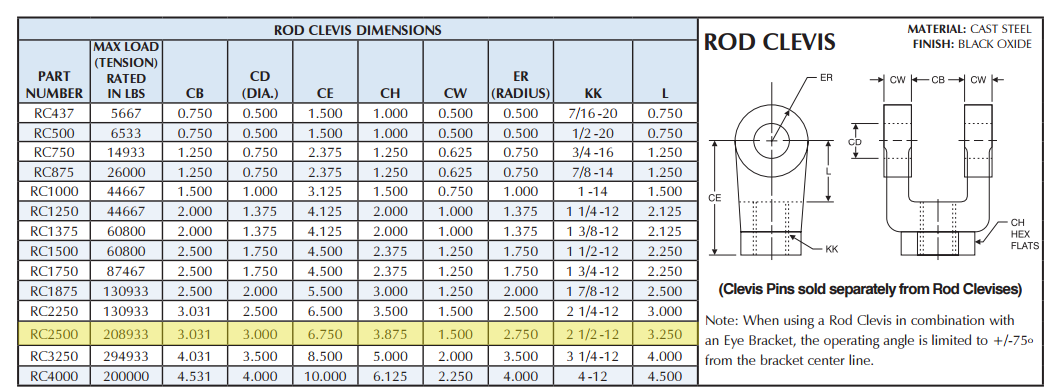 ROD CLEVIS DIMENSIONS
PART NUMBER MAX LOAD (TENSION) RATED IN LBS CB CD (DIA.) CE CH CW ER (RADIUS) KK L
RC437 5667 0.750 0.500 1.500 1.000 0.500 0.500 7/16-20 0.750
RC500 6533 0.750 0.500 1.500 1.000 0.500 0.500 1/2-20 0.750
RC750 14933 1.250 0.750 2.375 1.250 0.625 0.750 3/4-16 1.250
RC875 26000 1.250 0.750 2.375 1.250 0.625 0.750 7/8-14 1.250
RC1000 44667 1.500 1.000 3.125 1.500 0.750 1.000 1-14 1.500
RC1250 44667 2.000 1.375 4.125 2.000 1.000 1.375 1 1/4-12 2.125
RC1375 60800 2.000 1.375 4.125 2.000 1.000 1.375 1 3/8-12 2.125
RC1500 60800 2.500 1.750 4.500 2.375 1.250 1.750 1 1/2-12 2.250
RC1750 87467 2.500 1.750 4.500 2.375 1.250 1.750 1 3/4-12 2.250
RC1875 130933 2.500 2.000 5.500 3.000 1.250 2.000 1 7/8-12 2.500
RC2250 130933 3.031 2.500 6.500 3.500 1.500 2.500 2 1/4-12 3.000
RC2500 208933 3.031 3.000 6.750 3.875 1.500 2.750 2 1/2-12 3.250
RC3250 294933 4.031 3.500 8.500 5.000 2.000 3.500 3 1/4-12 4.000
RC4000 200000 4.531 4.000 10.000 6.125 2.250 4.000 4-12 4.500
ROD CLEVIS
MATERIAL: CAST STEEL
FINISH: BLACK OXIDE
ER
CW CB CW
CD
L
CE
CH
HEX
FLATS
KK
(Clevis Pins sold separately from Rod Clevises)
Note: When using a Rod Clevis in combination with
an Eye Bracket, the operating angle is limited to +/-75°
from the bracket center line.